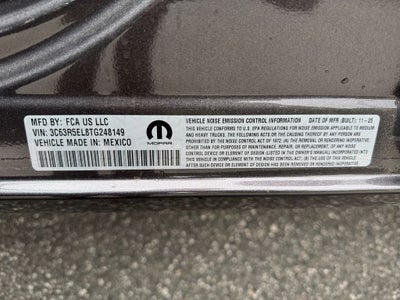 MFD BY: FCA US LLC
VIN: 3C63R5EL8TG248149
VEHICLE MADE IN: MEXICO
MOPAR
VEHICLE NOISE EMISSION CONTROL INFORMATION DATE OF MFR (BUILT): 11 - 25
THIS VEHICLE CONFORMS TO U.S. EPA REGULATIONS FOR NOISE EMISSION APPLICABLE TO MEDIUM
AND HEAVY TRUCKS. THE FOLLOWING ACTS OR THE CAUSING THEREOF BY ANY PERSON ARE
PROHIBITED BY THE NOISE CONTROL ACT OF 1972. (A) THE REMOVAL OR RENDERING INOPERATIVE,
OTHER THAN FOR PURPOSES OF MAINTENANCE, REPAIR, OR REPLACEMENT, OF ANY NOISE CONTROL
DEVICE OR ELEMENT OF DESIGN (LISTED IN THE OWNER'S MANUAL) INCORPORATED INTO
THIS VEHICLE IN COMPLIANCE WITH THE NOISE CONTROL ACT.
(B) THE USE OF THIS VEHICLE AFTER SUCH DEVICE OR ELEMENT OF DESIGN HAS BEEN
REMOVED OR RENDERED INOPERATIVE.